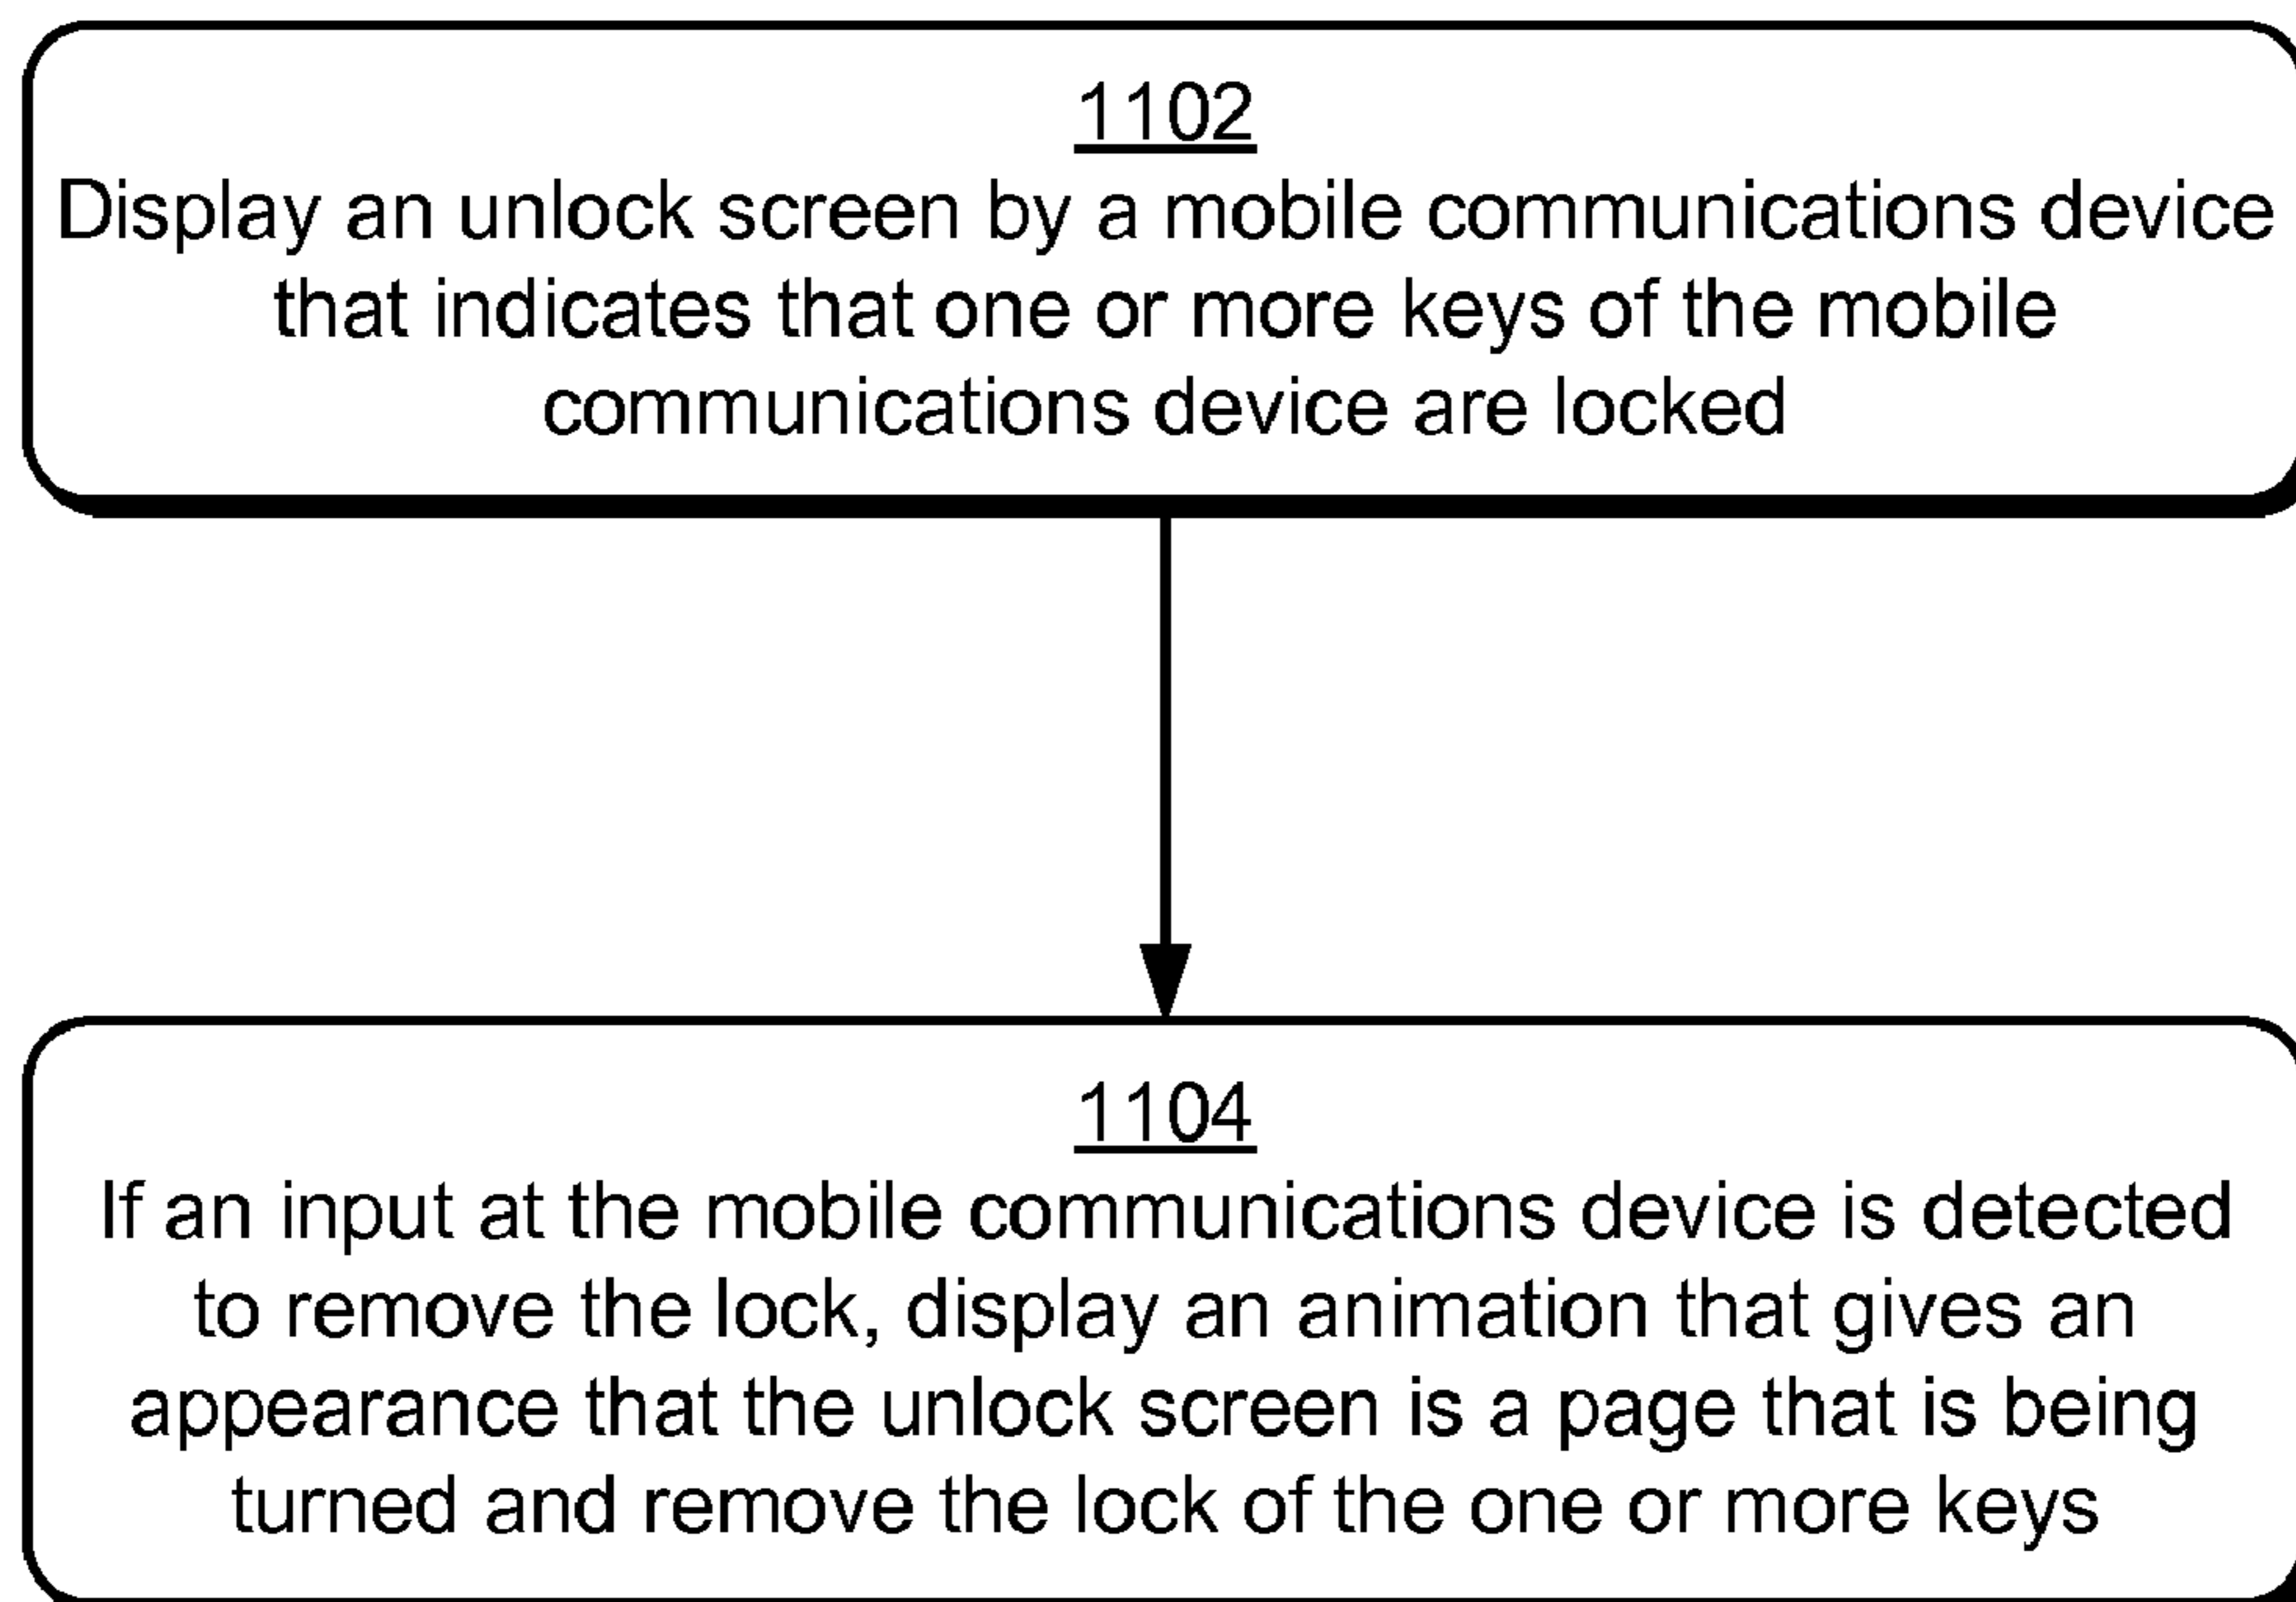 1102
Display an unlock screen by a mobile communications device
that indicates that one or more keys of the mobile
communications device are locked
1104
If an input at the mobile communications device is detected
to remove the lock, display an animation that gives an
appearance that the unlock screen is a page that is being
turned and remove the lock of the one or more keys